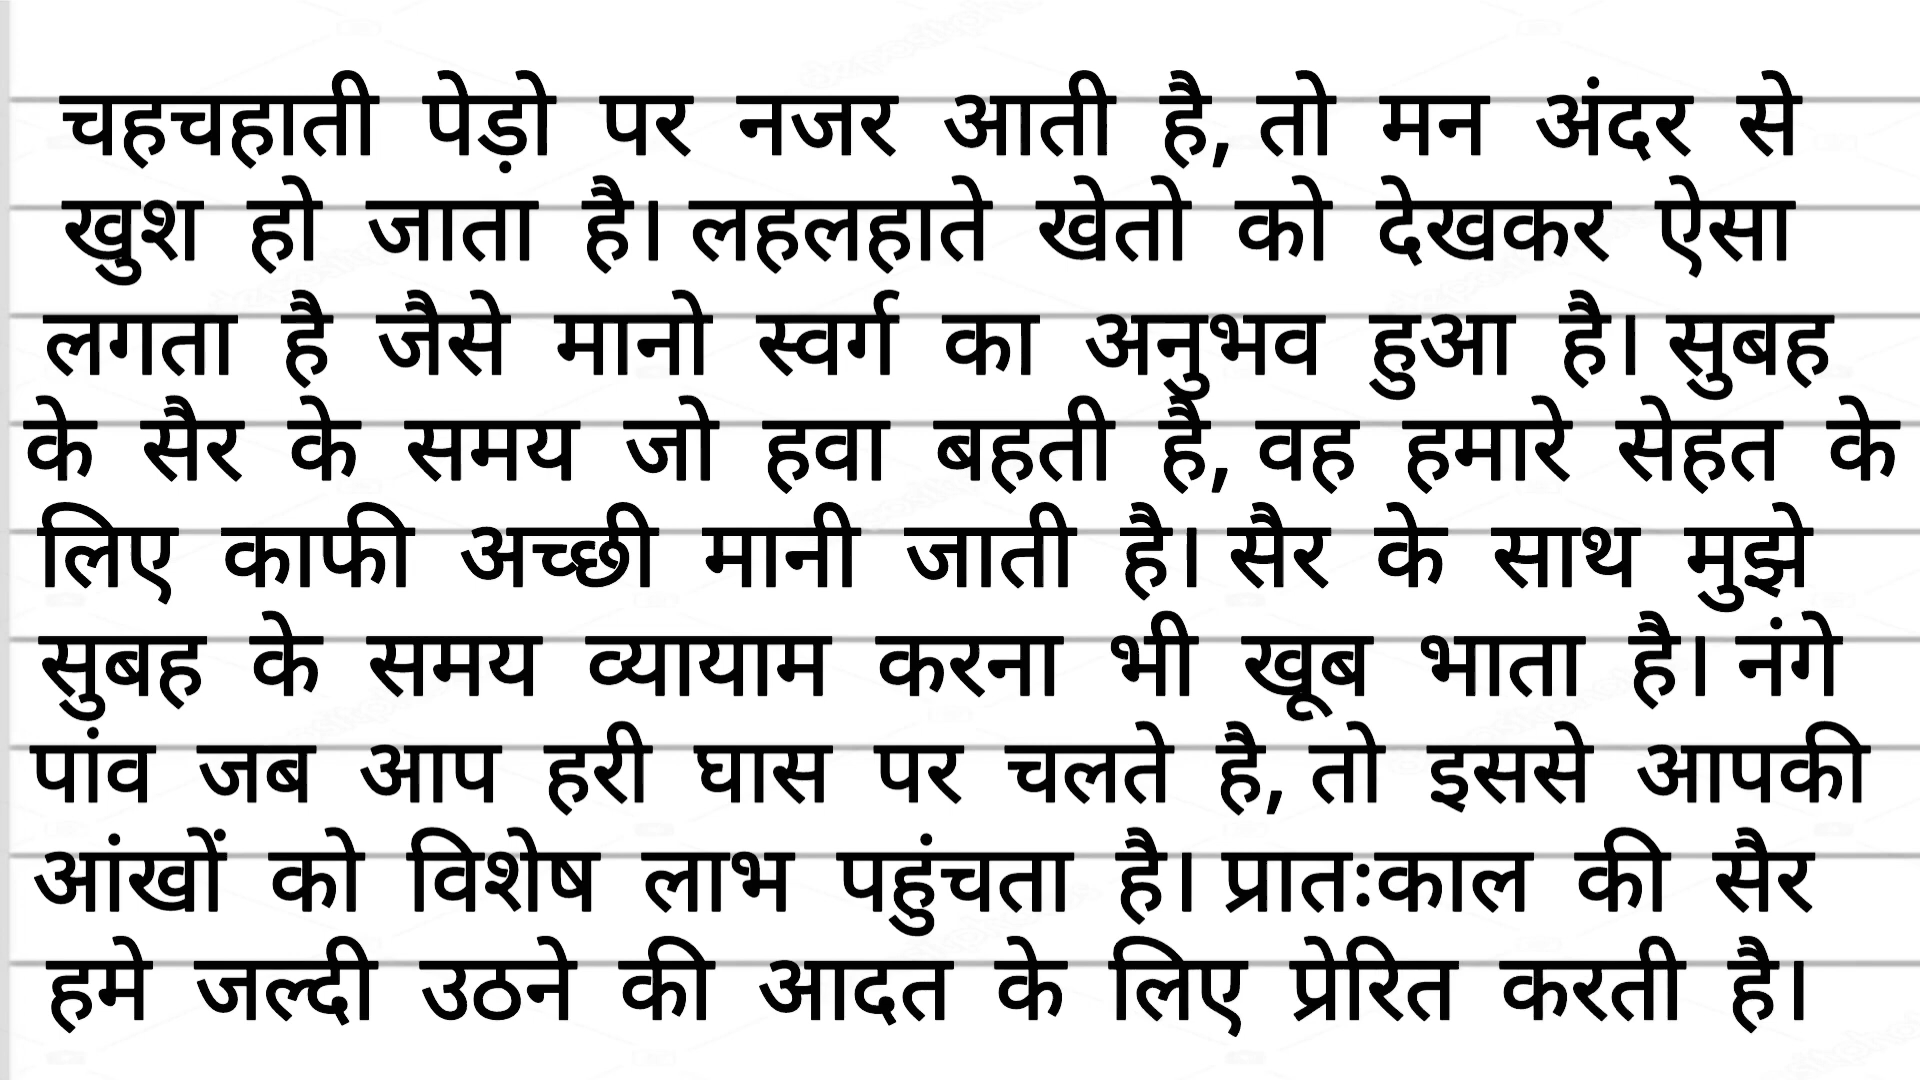 चहचहाती पेड़ो पर नजर आती है, तो मन अंदर से
खुश हो जाता है। लहलहाते खेतो को देखकर ऐसा
लगता है जैसे मानो स्वर्ग का अनुभव हुआ है। सुबह
के सैर के समय जो हवा बहती है, वह हमारे सेहत के
लिए काफी अच्छी मानी जाती है। सैर के साथ मुझे
सुबह के समय व्यायाम करना भी खूब भाता है। नंगे
पांव जब आप हरी घास पर चलते है, तो इससे आपकी
आंखों को विशेष लाभ पहुंचता है। प्रातःकाल की सैर
हमे जल्दी उठने की आदत के लिए प्रेरित करती है।